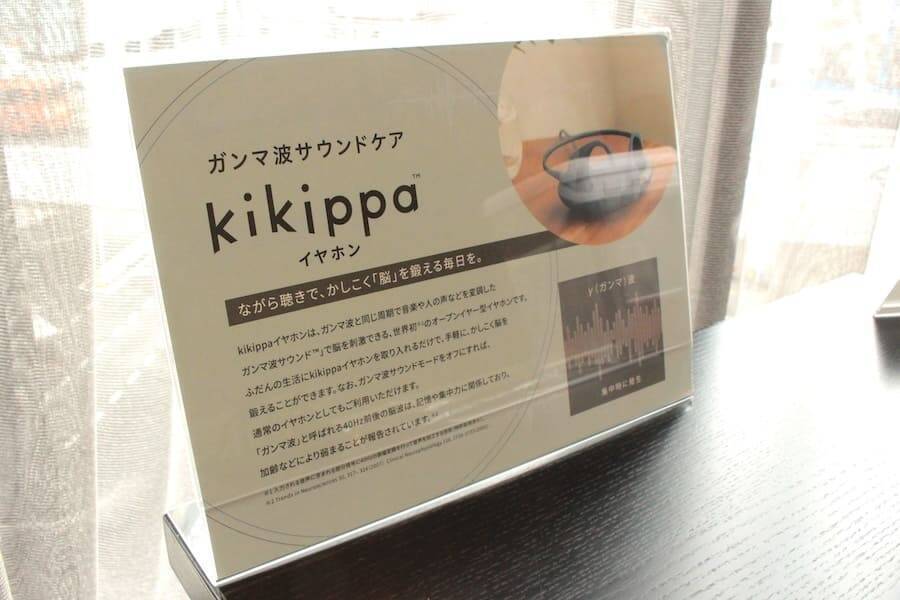 ガンマ波サウンドケア
kikippa™
イヤホン
ながら聴きで、かしこく「脳」を鍛える毎日を。
kikippaイヤホンは、ガンマ波と同じ周期で音楽や人の声などを変調した
ガンマ波サウンド™」で脳を刺激できる、世界初※1のオープンイヤー型イヤホンです。
ふだんの生活にkikippaイヤホンを取り入れるだけで、手軽に、かしこく脳を
鍛えることができます。なお、ガンマ波サウンドモードをオフにすれば、
通常のイヤホンとしてもご利用いただけます。
「ガンマ波」と呼ばれる40Hz前後の脳波は、記憶や集中力に関係しており、
加齢などにより弱まることが報告されています。※2
γ(ガンマ)波
集中時に発生